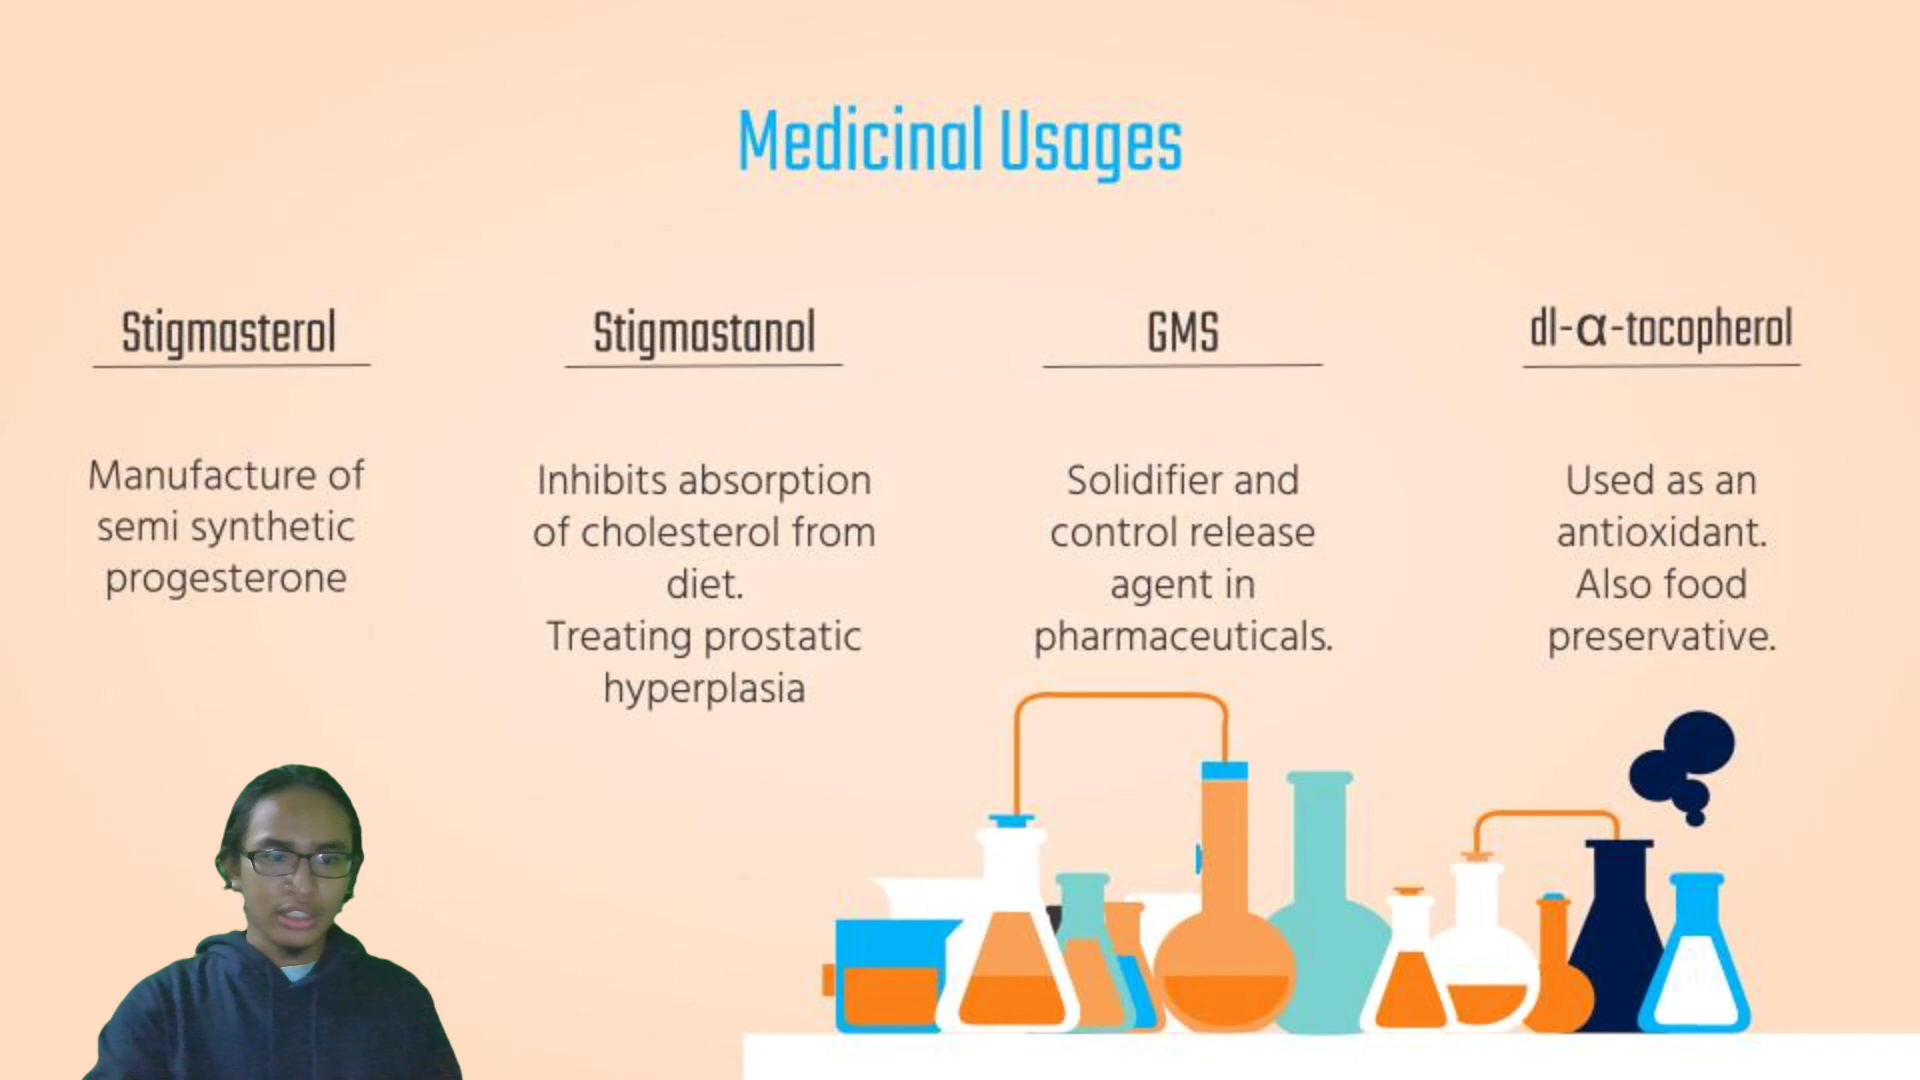 Medicinal Usages
Stigmasterol
Manufacture of
semi synthetic
progesterone
Stigmastanol
Inhibits absorption
of cholesterol from
diet.
Treating prostatic
hyperplasia
GMS
Solidifier and
control release
agent in
pharmaceuticals.
dl-α-tocopherol
Used as an
antioxidant.
Also food
preservative.